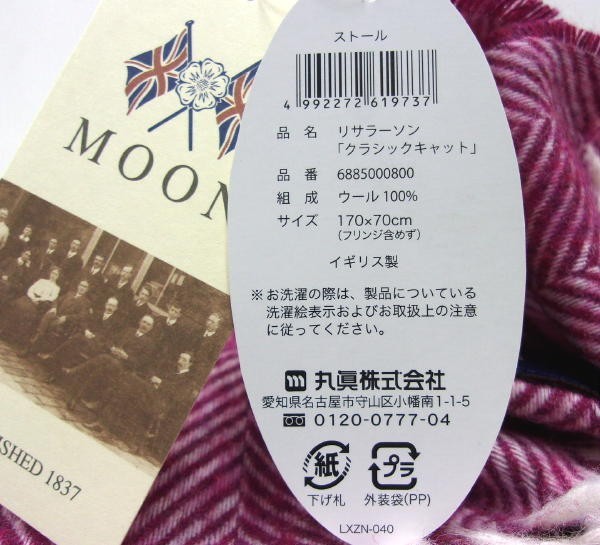 MOON
ISHED 1837
ストール
4 992272 619737
品 名 リサラーソン
「クラシックキャット」
品 番 6885000800
組 成 ウール100%
サイズ 170×70cm
(フリンジ含めず)
イギリス製
※お洗濯の際は、製品についている
洗濯絵表示およびお取扱上の注意
に従ってください。
丸眞株式会社
愛知県名古屋市守山区小幡南1-1-5
0120-0777-04
紙 プラ
下げ札 外装袋(PP)
LXZN-040